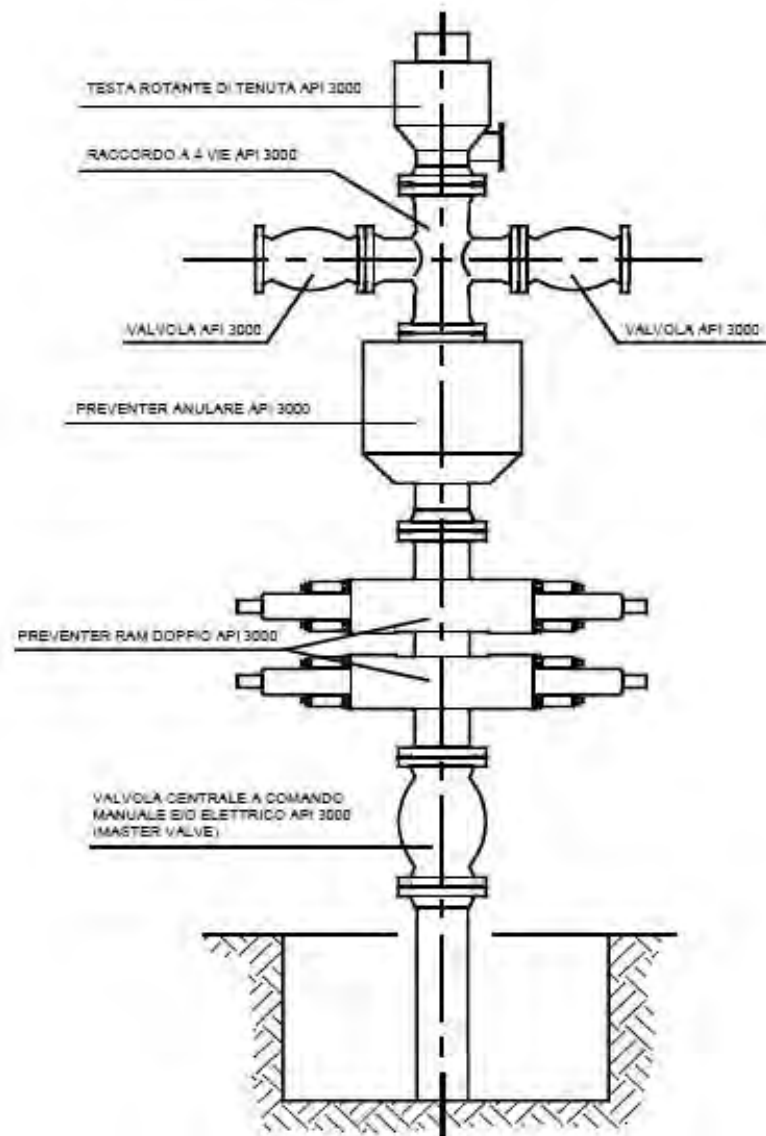 TESTA ROTANTE DI TENUTA API 3000
RACCORDO A 4 VIE API 3000
VALVOLA API 3000
VALVOLA API 3000
PREVENTER ANULARE API 3000
PREVENTER RAM DOPPIO API 3000
VALVOLA CENTRALE A COMANDO
MANUALE E/O ELETTRICO API 3000
(MASTER VALVE)